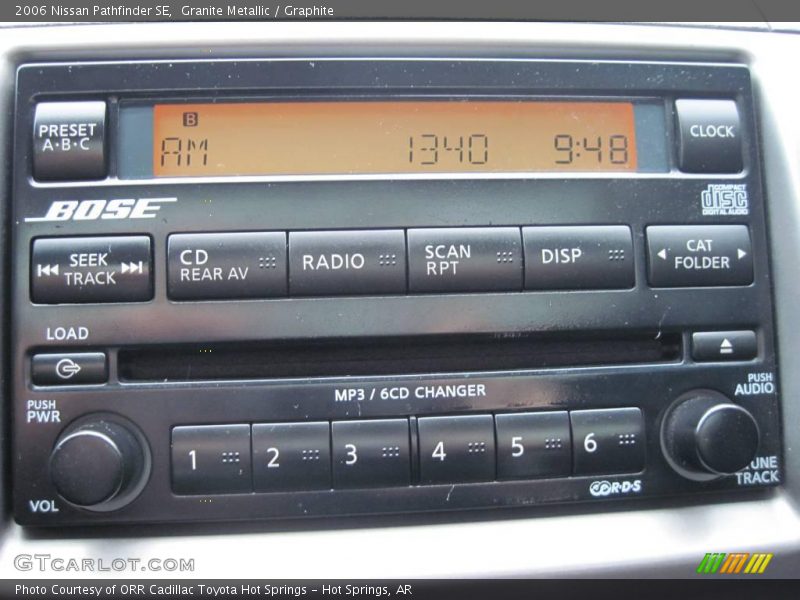 2006 Nissan Pathfinder SE,  Granite Metallic / Graphite
PRESET
A·B·C
B
AM 1340 9:48
CLOCK
BOSE
COMPACT
disc
DIGITAL AUDIO
SEEK
TRACK
CD
REAR AV
RADIO
SCAN
RPT
DISP
CAT
FOLDER
LOAD
MP3 / 6CD CHANGER
PUSH
PWR
PUSH
AUDIO
1 2 3 4 5 6
VOL
TUNE
TRACK
R·D·S
GTCARLOT.COM
Photo Courtesy of ORR Cadillac Toyota Hot Springs - Hot Springs, AR